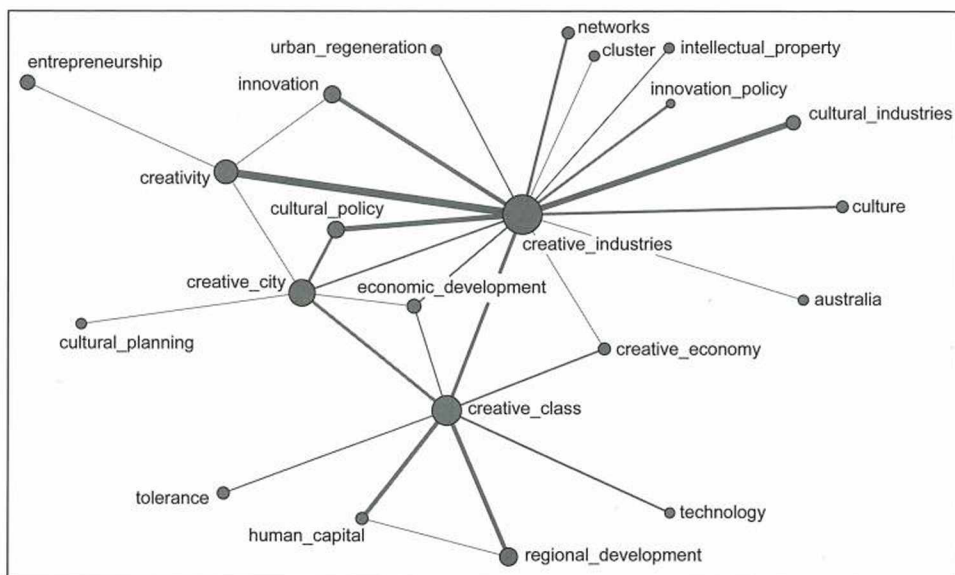 networks
urban_regeneration
cluster
intellectual_property
entrepreneurship
innovation
innovation_policy
cultural_industries
creativity
cultural_policy
culture
creative_industries
creative_city
economic_development
australia
cultural_planning
creative_economy
creative_class
tolerance
technology
human_capital
regional_development